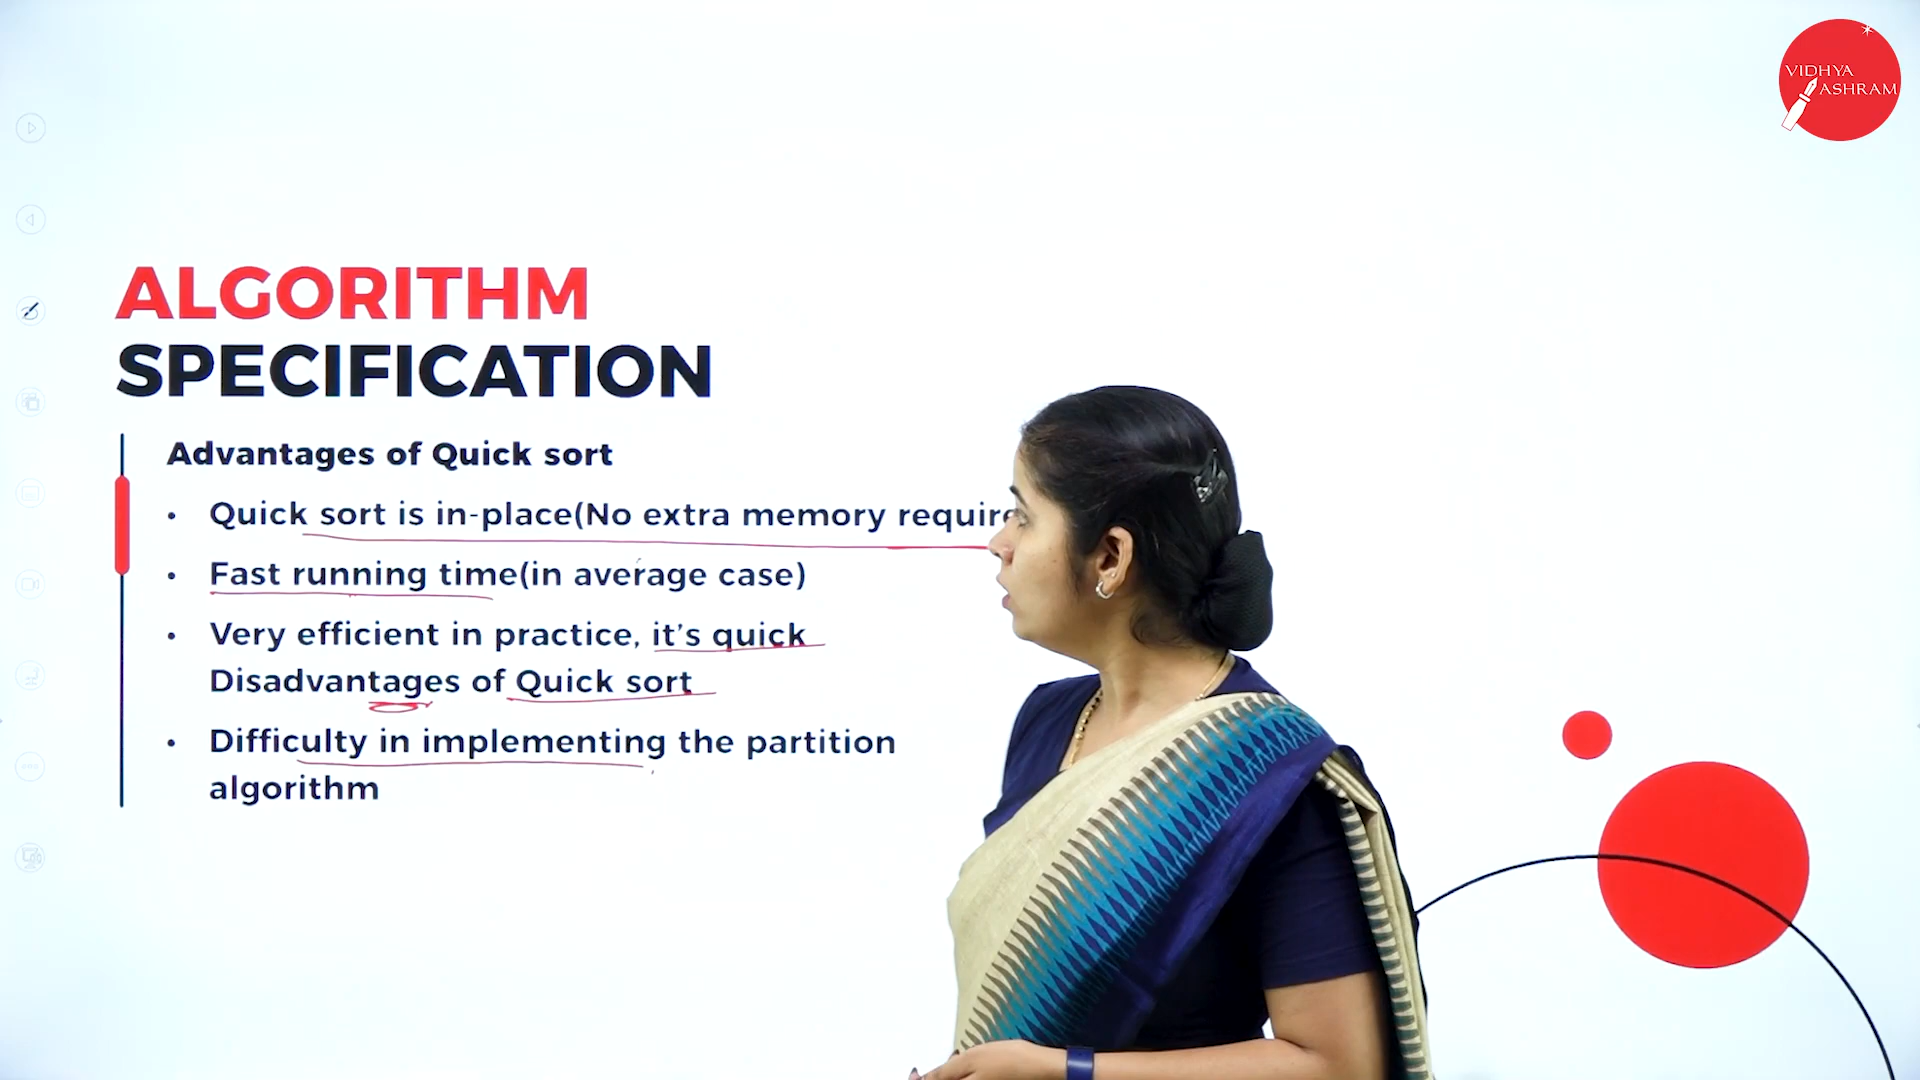 VIDHYA
ASHRAM
ALGORITHM
SPECIFICATION
Advantages of Quick sort
• Quick sort is in-place(No extra memory
• Fast running time(in average case)
• Very efficient in practice, it's quick
Disadvantages of Quick sort
• Difficulty in implementing the partition
algorithm